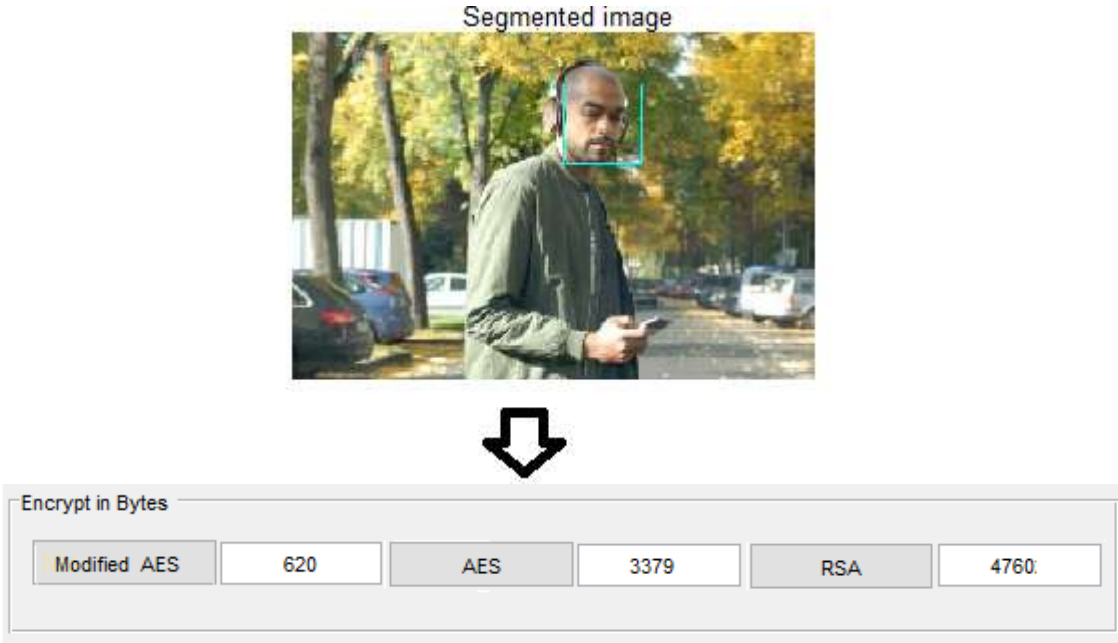 Segmented image
Encrypt in Bytes
Modified AES 620 AES 3379 RSA